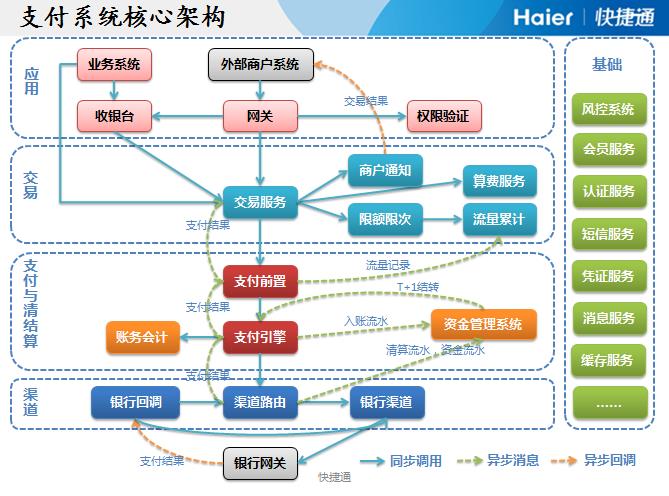 支付系统核心架构
Haier 快捷通
应用
业务系统
外部商户系统
交易结果
收银台
网关
权限验证
交易
商户通知
算费服务
交易服务
限额限次
流量累计
支付结果
支付与清结算
流量记录
支付前置
T+1结转
支付结果
入账流水
账务会计
支付引擎
资金管理系统
清算流水，资金流水
支付结果
渠道
银行回调
渠道路由
银行渠道
支付结果
银行网关
快捷通
同步调用
异步消息
异步回调
基础
风控系统
会员服务
认证服务
短信服务
凭证服务
消息服务
缓存服务
……